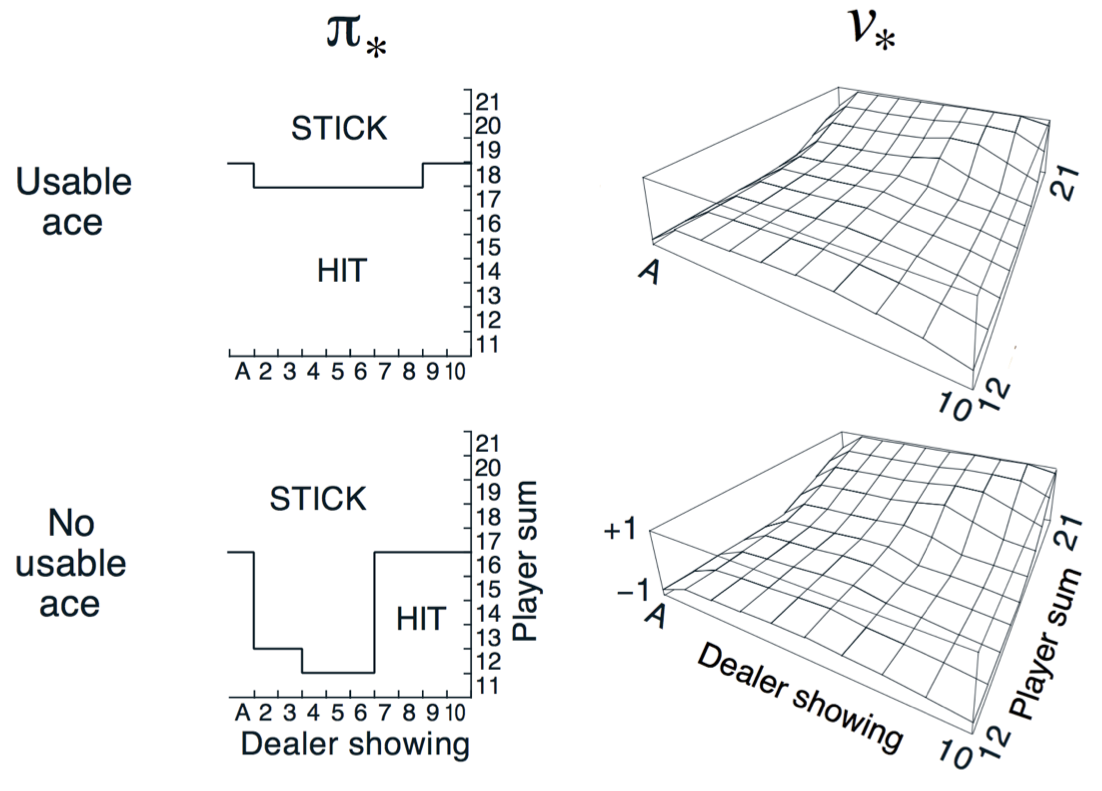 π*
v*
Usable
ace
STICK
HIT
21
20
19
18
17
16
15
14
13
12
11
A 2 3 4 5 6 7 8 9 10
A
21
10
12
No
usable
ace
STICK
HIT
21
20
19
18
17
16
15
14
13
12
11
Player sum
A 2 3 4 5 6 7 8 9 10
Dealer showing
+1
−1
A
Dealer showing
10
12
Player sum
21